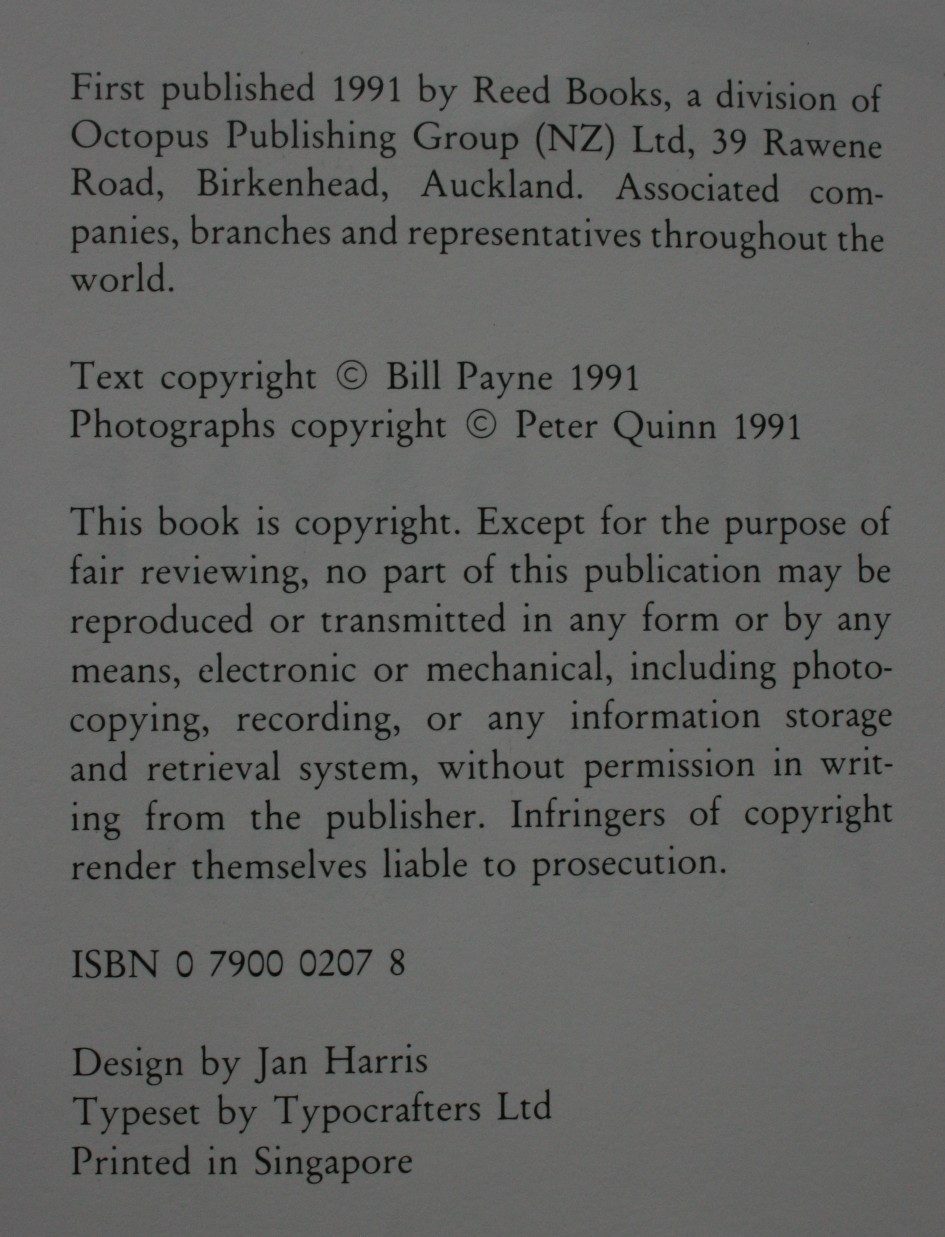 First published 1991 by Reed Books, a division of
Octopus Publishing Group (NZ) Ltd, 39 Rawene
Road, Birkenhead, Auckland. Associated com-
panies, branches and representatives throughout the
world.
Text copyright © Bill Payne 1991
Photographs copyright © Peter Quinn 1991
This book is copyright. Except for the purpose of
fair reviewing, no part of this publication may be
reproduced or transmitted in any form or by any
means, electronic or mechanical, including photo-
copying, recording, or any information storage
and retrieval system, without permission in writ-
ing from the publisher. Infringers of copyright
render themselves liable to prosecution.
ISBN 0 7900 0207 8
Design by Jan Harris
Typeset by Typocrafters Ltd
Printed in Singapore